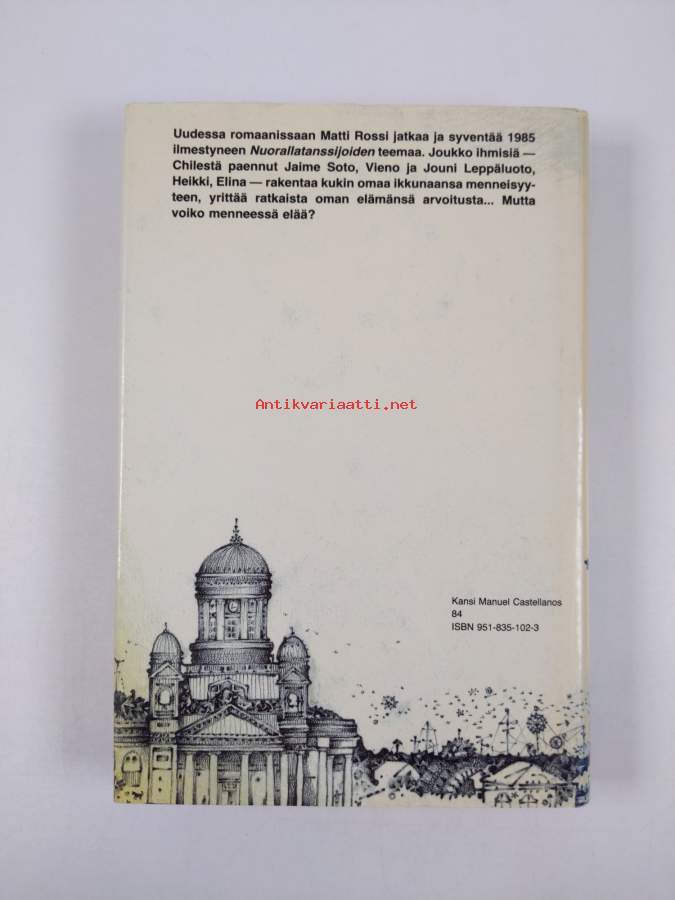 Uudessa romaanissaan Matti Rossi jatkaa ja syventää 1985
ilmestyneen Nuorallatanssijoiden teemaa. Joukko ihmisiä —
Chilestä paennut Jaime Soto, Vieno ja Jouni Leppäluoto,
Heikki, Elina — rakentaa kukin omaa ikkunaansa menneisyy-
teen, yrittää ratkaista oman elämänsä arvoitusta... Mutta
voiko menneessä elää?
Antikvariaatti.net
Kansi Manuel Castellanos
84
ISBN 951-835-102-3